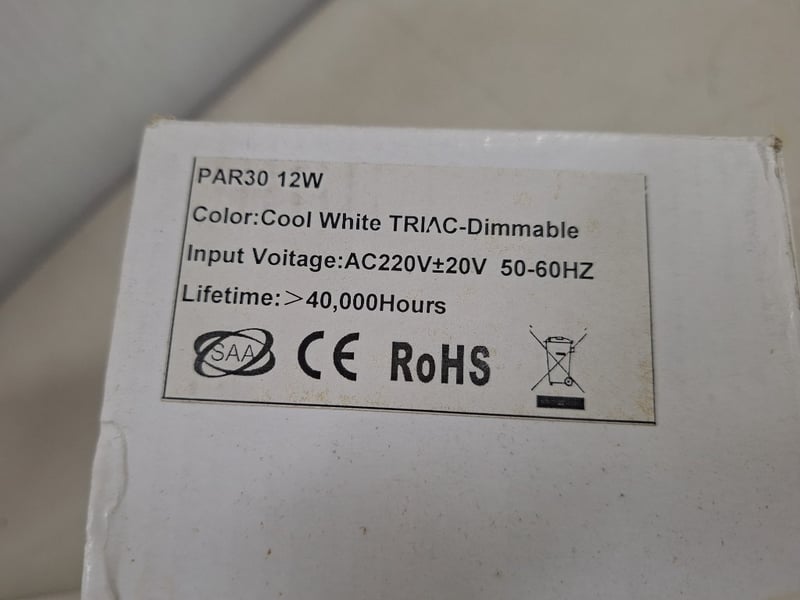 PAR30 12W
Color:Cool White TRIΛC-Dimmable
Input Voitage:AC220V±20V 50-60HZ
Lifetime:>40,000Hours
SAA CE RoHS